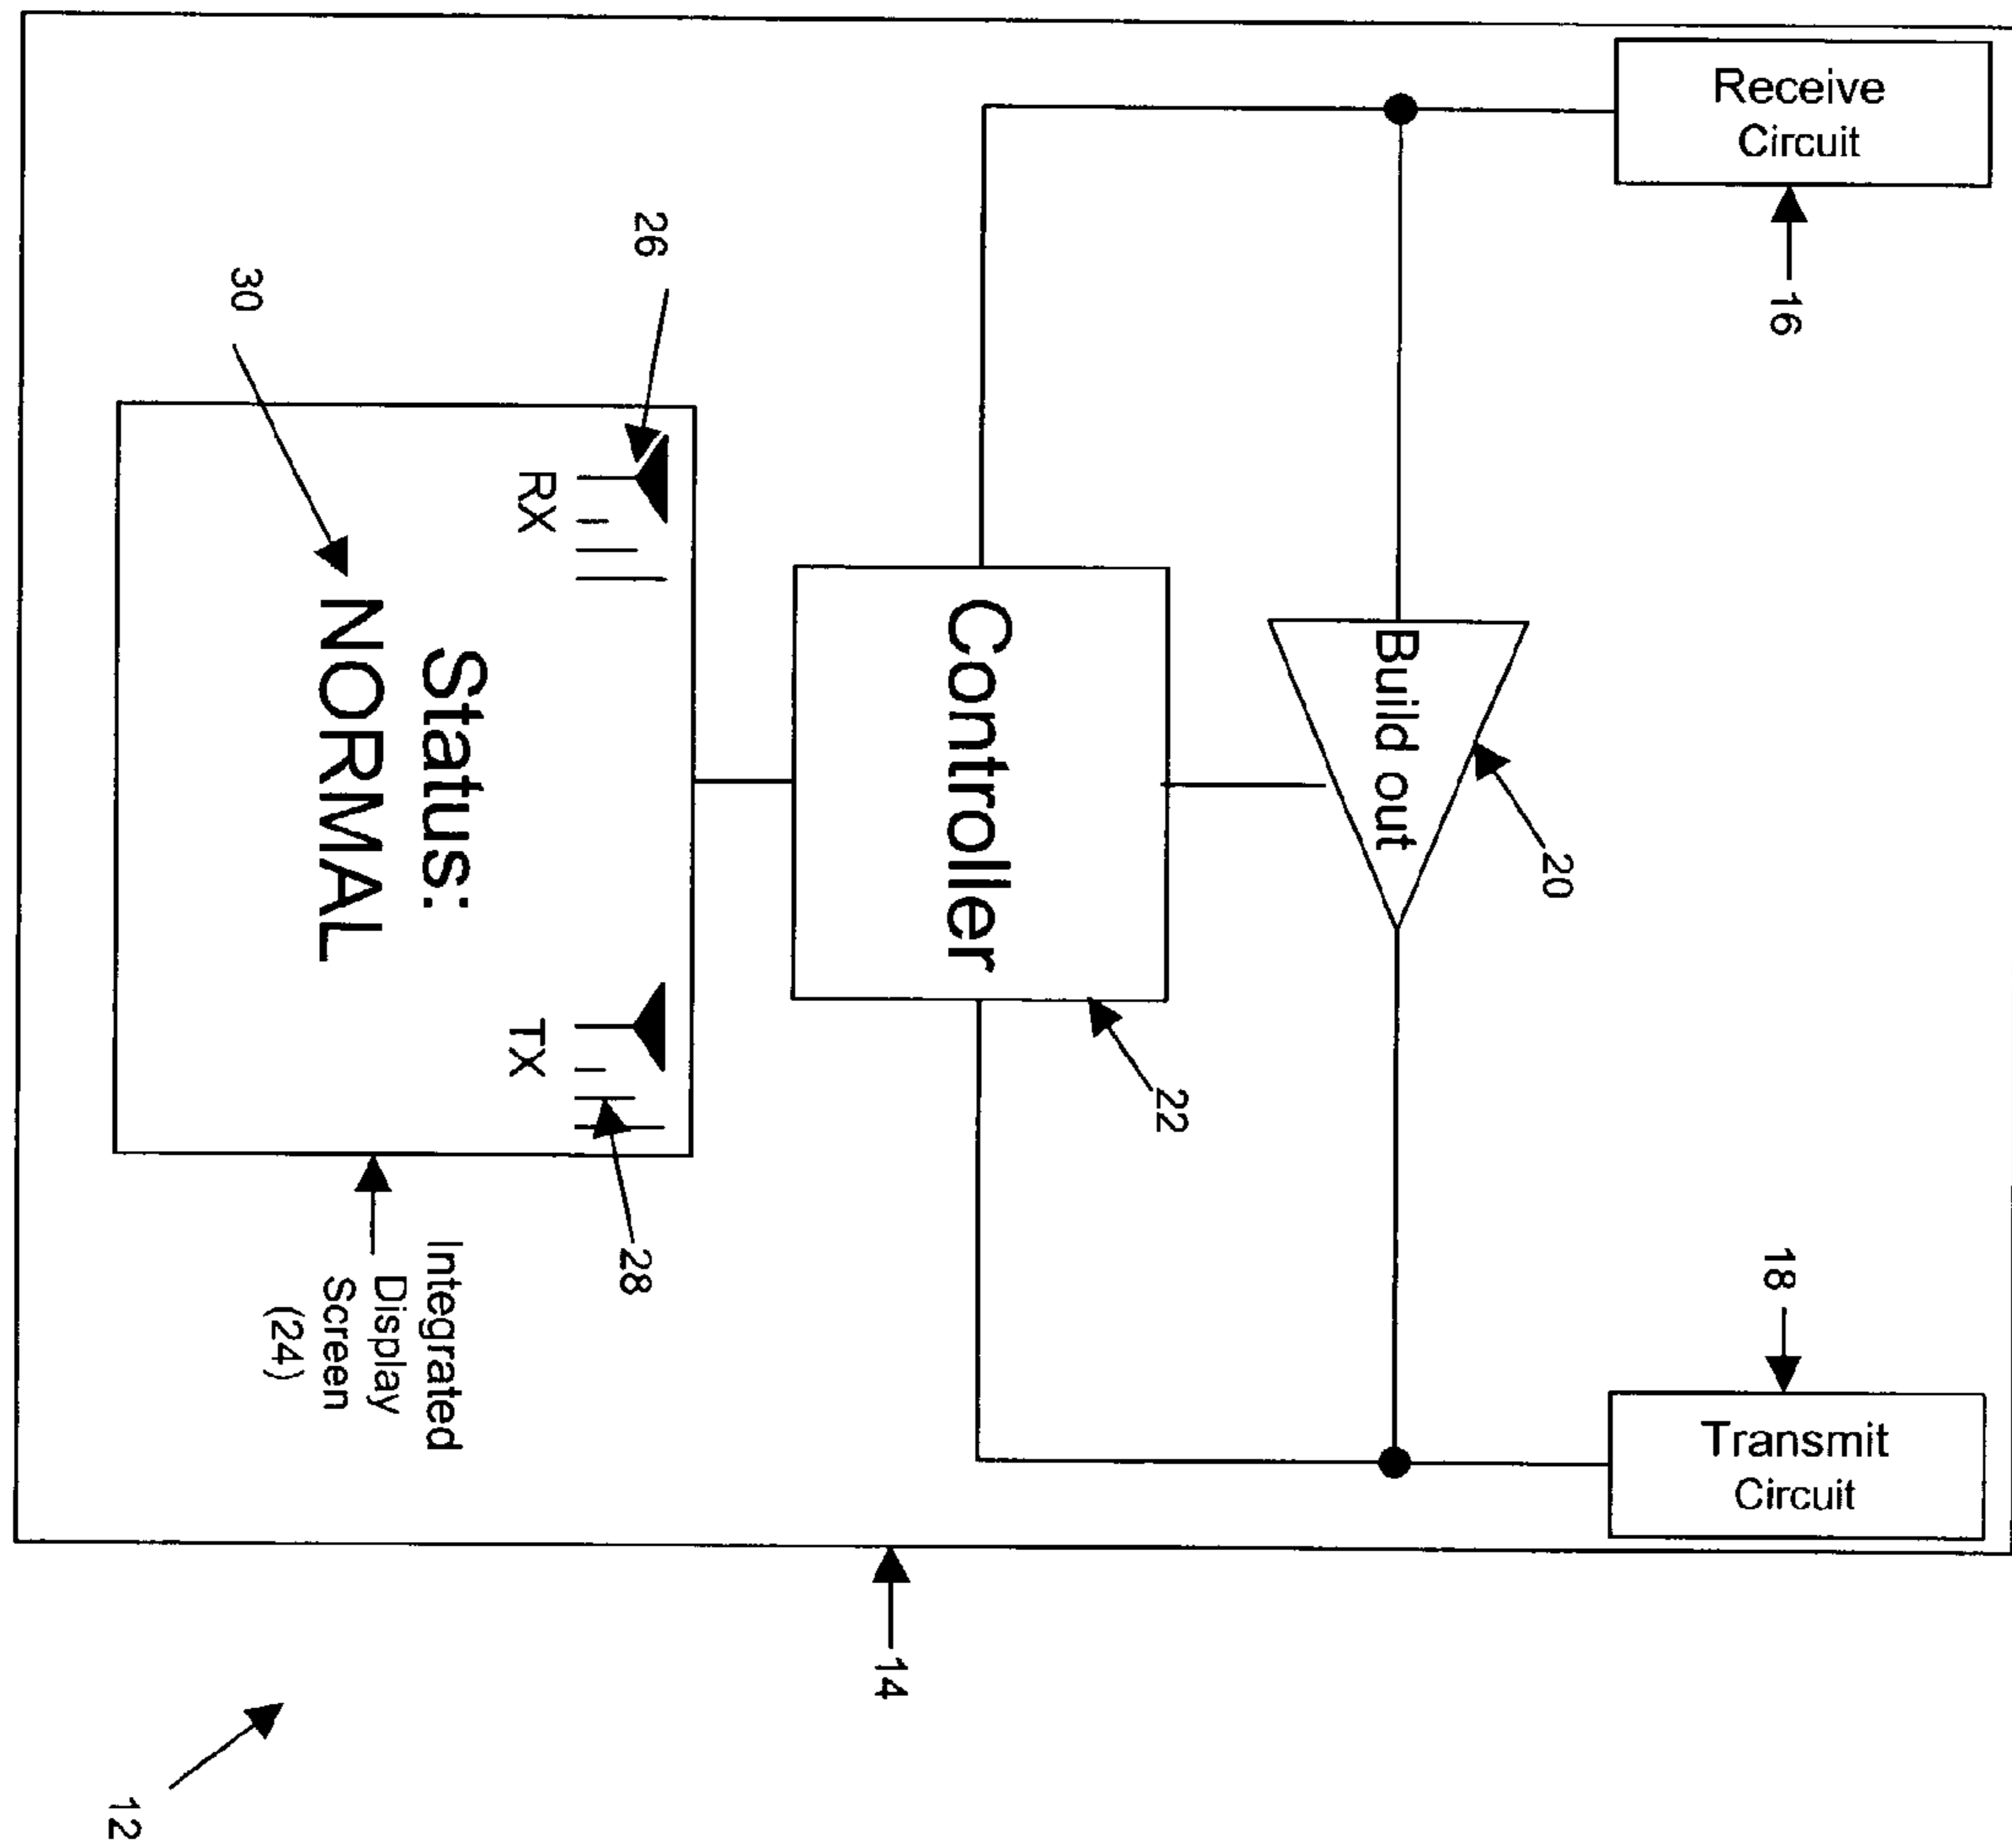 Receive
Circuit
16
26
30
Build out
20
Controller
22
RX
TX
28
Status:
NORMAL
Integrated
Display
Screen
(24)
18
Transmit
Circuit
14
12